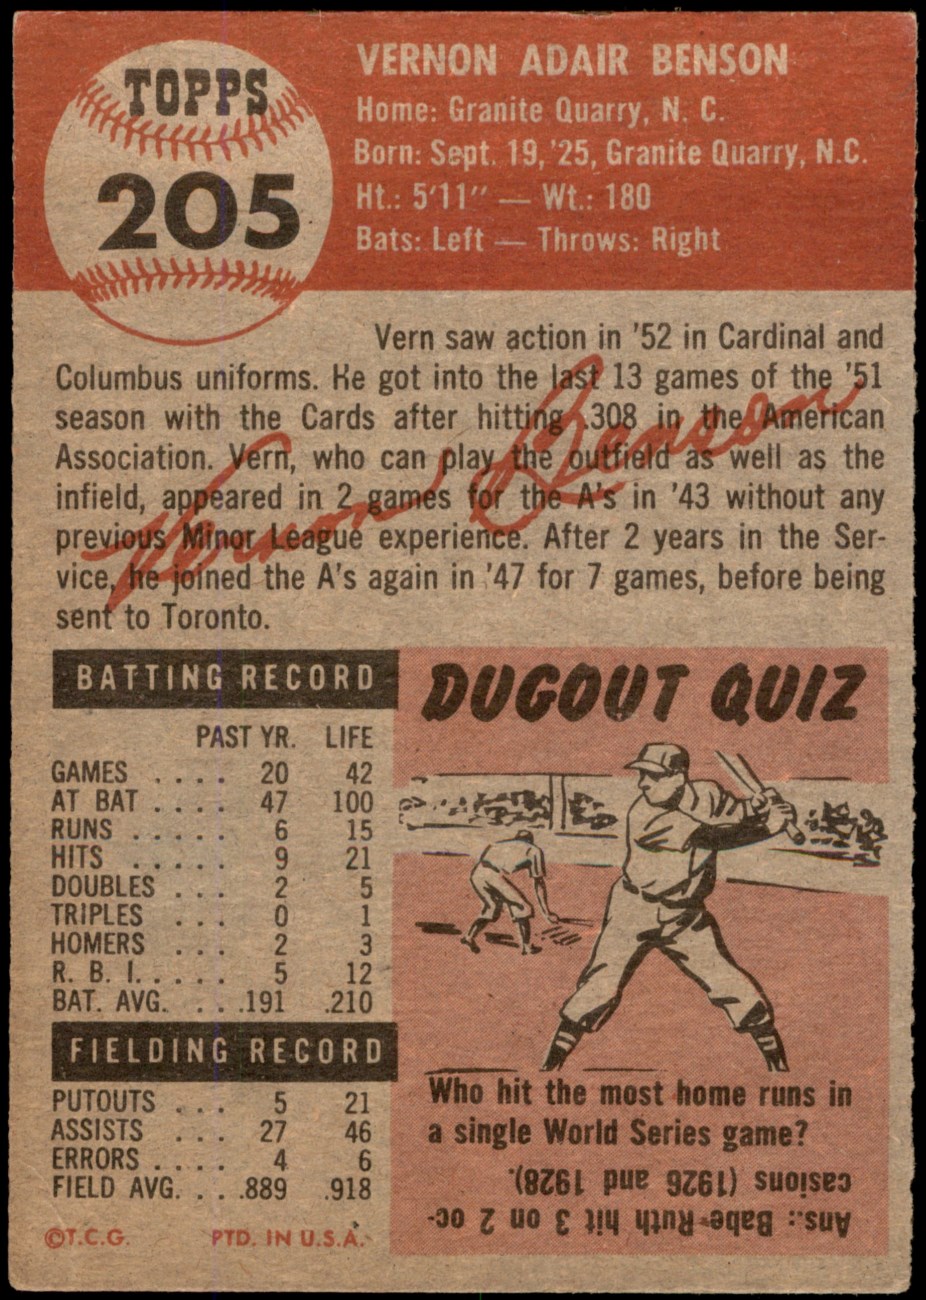 TOPPS
205
VERNON ADAIR BENSON
Home: Granite Quarry, N. C.
Born: Sept. 19, '25, Granite Quarry, N.C.
Ht.: 5'11" — Wt.: 180
Bats: Left — Throws: Right
Vern saw action in '52 in Cardinal and
Columbus uniforms. He got into the last 13 games of the '51
season with the Cards after hitting .308 in the American
Association. Vern, who can play the outfield as well as the
infield, appeared in 2 games for the A's in '43 without any
previous Minor League experience. After 2 years in the Ser-
vice, he joined the A's again in '47 for 7 games, before being
sent to Toronto.
Vernon Benson
BATTING RECORD
PAST YR. LIFE
GAMES . . . . 20 42
AT BAT . . . . 47 100
RUNS . . . . . 6 15
HITS . . . . . 9 21
DOUBLES . . . 2 5
TRIPLES . . . 0 1
HOMERS . . . 2 3
R. B. I. . . . . 5 12
BAT. AVG. . . .191 .210
FIELDING RECORD
PUTOUTS . . . 5 21
ASSISTS . . . 27 46
ERRORS . . . . 4 6
FIELD AVG. . . .889 .918
©T.C.G. PTD. IN U.S.A.
DUGOUT QUIZ
Who hit the most home runs in
a single World Series game?
Ans.: Babe Ruth hit 3 on 2 oc-
casions (1926 and 1928).